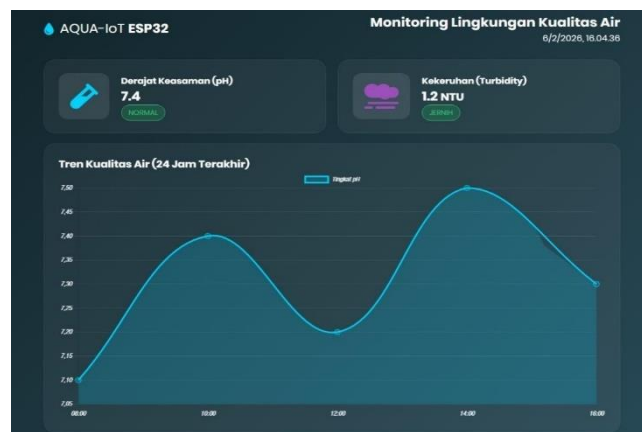 AQUA-IoT ESP32
Monitoring Lingkungan Kualitas Air
6/2/2026, 16.04.36
Derajat Keasaman (pH)
7.4
NORMAL
Kekeruhan (Turbidity)
1.2 NTU
JERNIH
Tren Kualitas Air (24 Jam Terakhir)
Tingkat pH
7,50
7,45
7,40
7,35
7,30
7,25
7,20
7,15
7,10
7,05
08:00 10:00 12:00 14:00 16:00